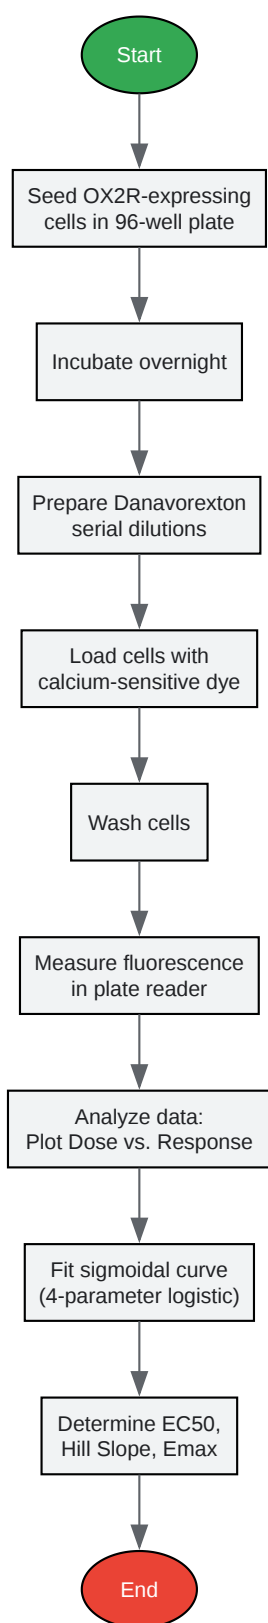 Start
Seed OX2R-expressing
cells in 96-well plate
Incubate overnight
Prepare Danavorexton
serial dilutions
Load cells with
calcium-sensitive dye
Wash cells
Measure fluorescence
in plate reader
Analyze data:
Plot Dose vs. Response
Fit sigmoidal curve
(4-parameter logistic)
Determine EC50,
Hill Slope, Emax
End